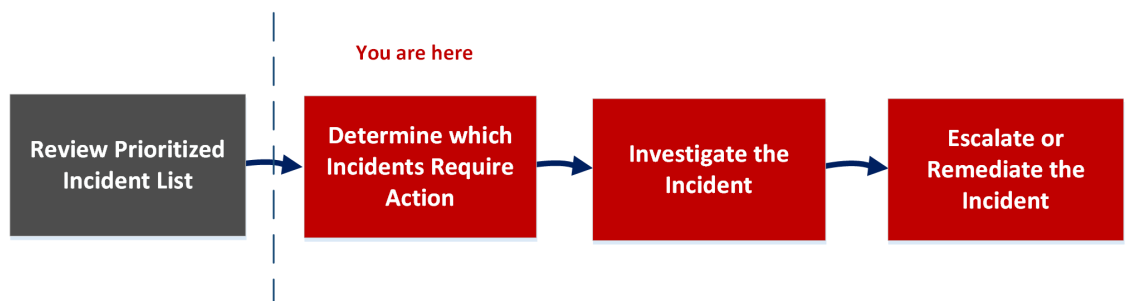 You are here
Review Prioritized
Incident List
Determine which
Incidents Require
Action
Investigate the
Incident
Escalate or
Remediate the
Incident